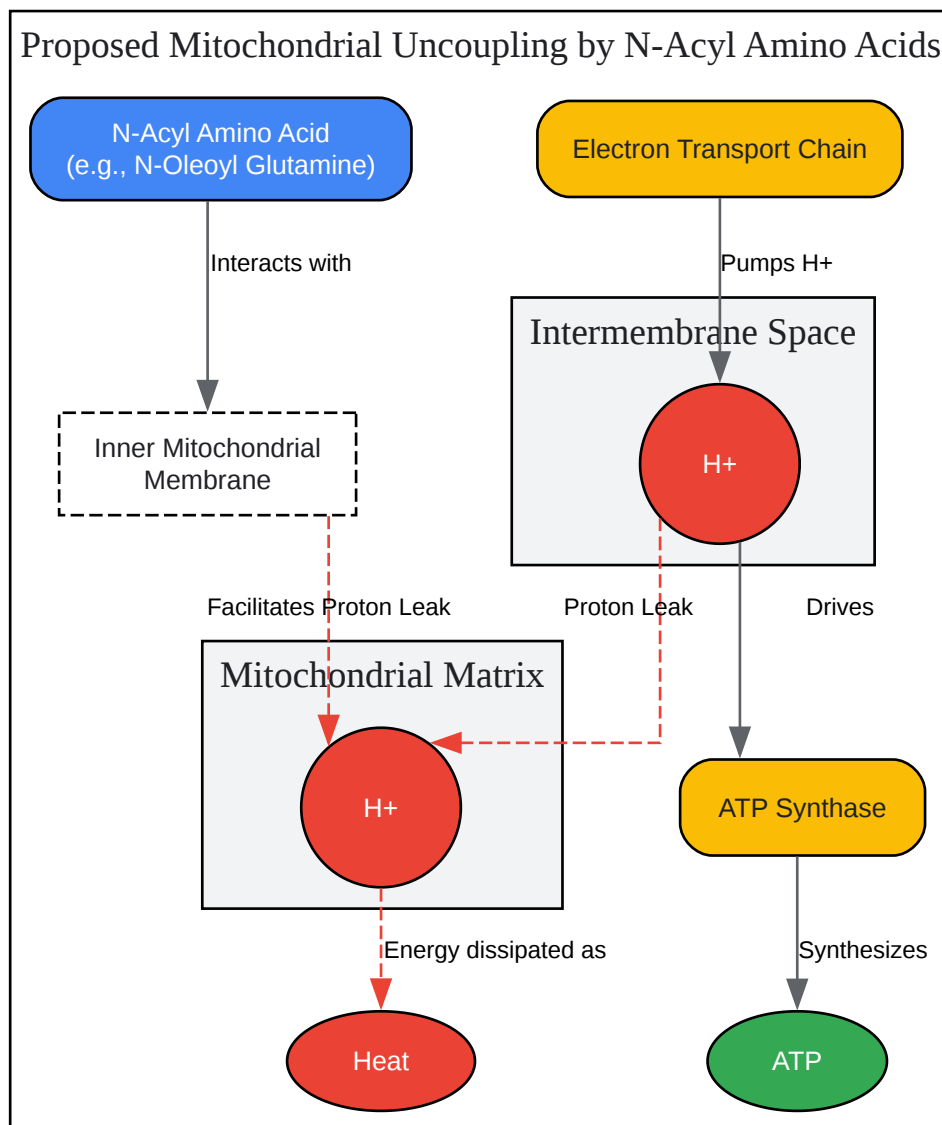 Proposed Mitochondrial Uncoupling by N-Acyl Amino Acids
N-Acyl Amino Acid
(e.g., N-Oleoyl Glutamine)
Electron Transport Chain
Interacts with
Pumps H+
Intermembrane Space
Inner Mitochondrial
Membrane
H+
Facilitates Proton Leak
Proton Leak
Drives
Mitochondrial Matrix
H+
ATP Synthase
Energy dissipated as
Synthesizes
Heat
ATP